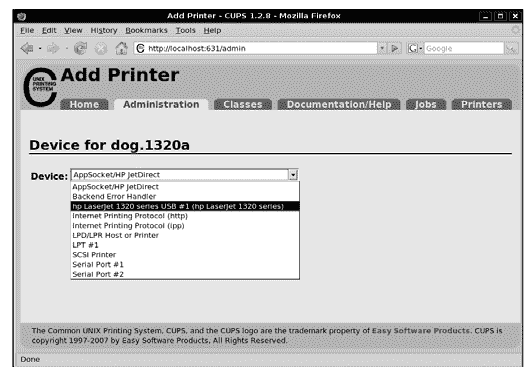 Add Printer - CUPS 1.2.8 - Mozilla Firefox
File Edit View History Bookmarks Tools Help
http://localhost:631/admin
Google
UNIX
PRINTING
SYSTEM
Add Printer
Home Administration Classes Documentation/Help Jobs Printers
Device for dog.1320a
Device: AppSocket/HP JetDirect
AppSocket/HP JetDirect
Backend Error Handler
hp LaserJet 1320 series USB #1 (hp LaserJet 1320 series)
Internet Printing Protocol (http)
Internet Printing Protocol (ipp)
LPD/LPR Host or Printer
LPT #1
SCSI Printer
Serial Port #1
Serial Port #2
The Common UNIX Printing System, CUPS, and the CUPS logo are the trademark property of Easy Software Products. CUPS is
copyright 1997-2007 by Easy Software Products, All Rights Reserved.
Done